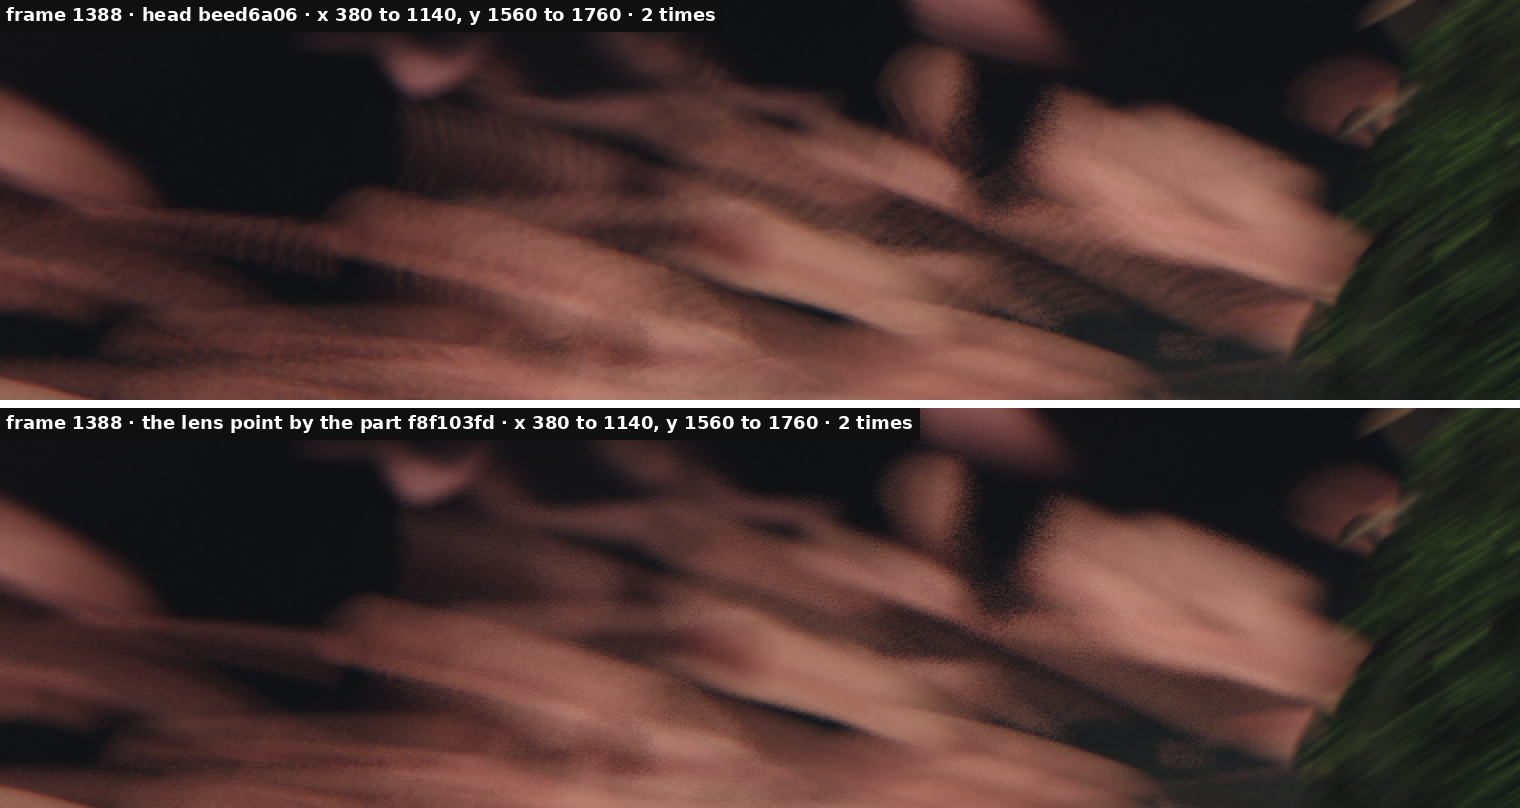 frame 1388 · head beed6a06 · x 380 to 1140, y 1560 to 1760 · 2 times
frame 1388 · the lens point by the part f8f103fd · x 380 to 1140, y 1560 to 1760 · 2 times